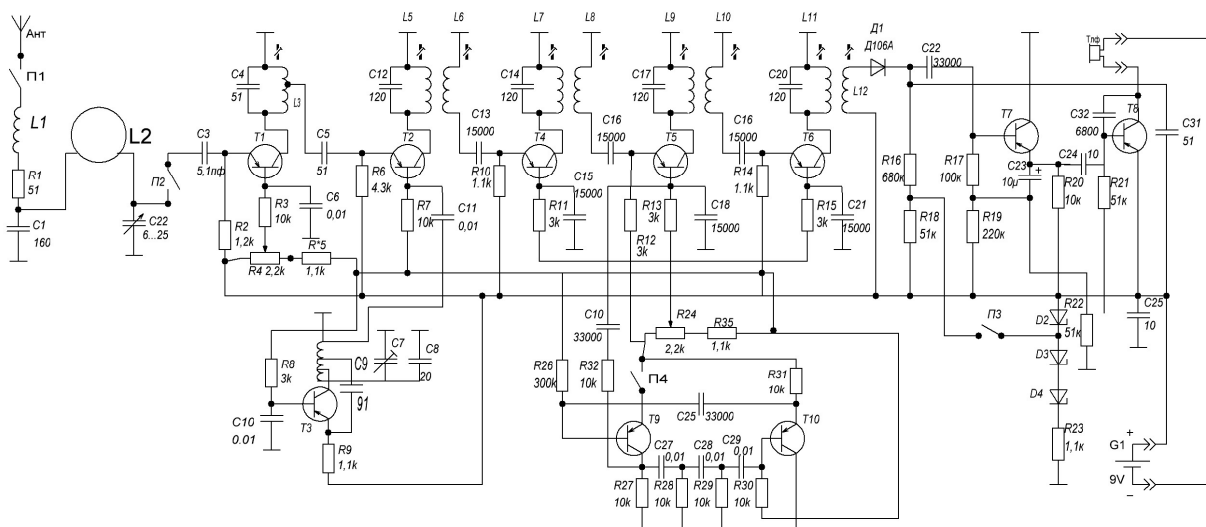 Ант
П1
L1
R1
51
C1
160
L2
C22
6...25
П2
C3
5,1пф
R2
1,2k
C4
51
L3
T1
R3
10k
C6
0,01
R4 2,2k
R*5
1,1k
C5
51
R6
4.3k
L5
C12
120
T2
R7
10k
C11
0,01
L6
C13
15000
R10
1.1k
L7
C14
120
T4
R11
3k
C15
15000
L8
C16
15000
R12
3k
L9
C17
120
T5
R13
3k
C18
15000
L10
C16
15000
R14
1.1k
L11
C20
120
T6
R15
3k
C21
15000
L12
Д1
Д106А
C22
33000
R16
680к
R18
51к
R17
100к
R19
220к
T7
C23
10µ
+
R20
10к
C24
10
R21
51к
Тлф
C32
6800
T8
C31
51
C25
10
R22
51к
П3
D2
D3
D4
R23
1,1к
G1
+
9V
–
R8
3k
C10
0.01
T3
C9
91
C7
C8
20
R9
1,1k
C10
33000
R26
300k
R32
10k
П4
R24
2,2k
R35
1,1k
R31
10k
C25
33000
T9
T10
C27
0,01
C28
0,01
C29
0,01
R27
10k
R28
10k
R29
10k
R30
10k